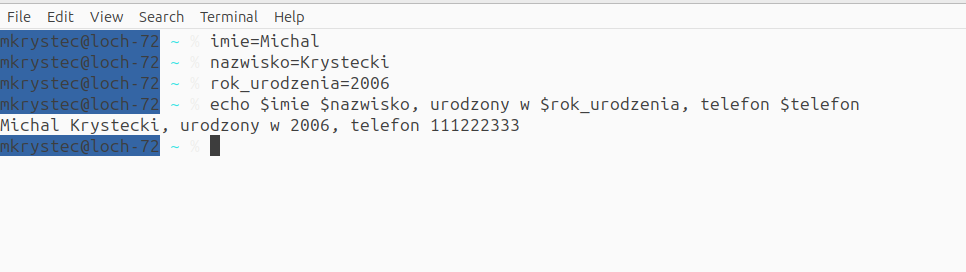 File Edit View Search Terminal Help
mkrystec@loch-72 ~ % imie=Michal
mkrystec@loch-72 ~ % nazwisko=Krystecki
mkrystec@loch-72 ~ % rok_urodzenia=2006
mkrystec@loch-72 ~ % echo $imie $nazwisko, urodzony w $rok_urodzenia, telefon $telefon
Michal Krystecki, urodzony w 2006, telefon 111222333
mkrystec@loch-72 ~ %